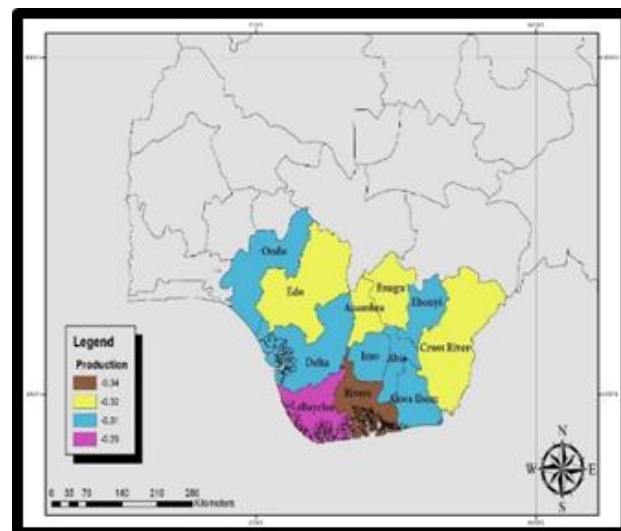 Ondo
Edo
Enugu
Anambra
Ebonyi
Cross River
Delta
Imo
Abia
Rivers
Akwa Ibom
Legend
Production
-0.34
-0.32
-0.31
-0.29
0 35 70 140 210 280
Kilometers
N
W E
S